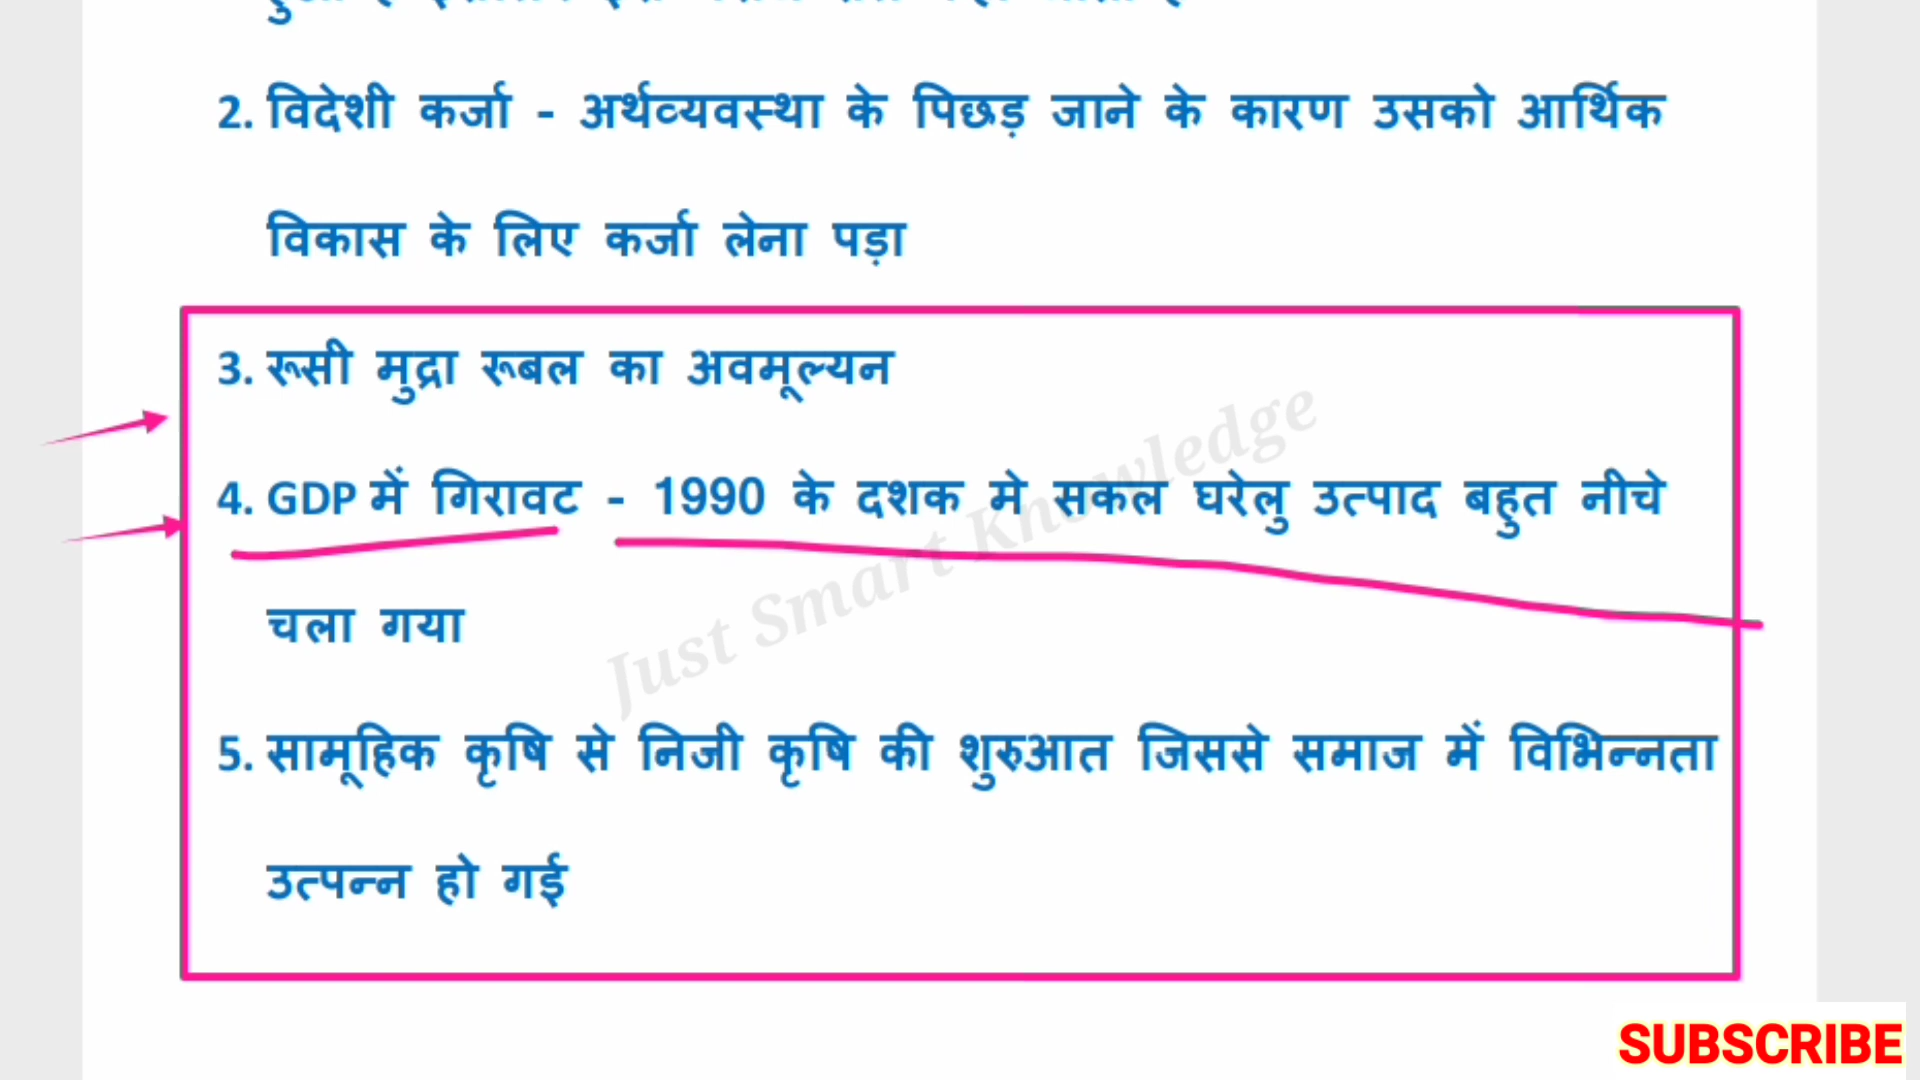 2. विदेशी कर्जा - अर्थव्यवस्था के पिछड़ जाने के कारण उसको आर्थिक
विकास के लिए कर्जा लेना पड़ा
3. रूसी मुद्रा रूबल का अवमूल्यन
4. GDP में गिरावट - 1990 के दशक मे सकल घरेलु उत्पाद बहुत नीचे
चला गया
5. सामूहिक कृषि से निजी कृषि की शुरुआत जिससे समाज में विभिन्नता
उत्पन्न हो गई
Just Smart Knowledge
SUBSCRIBE